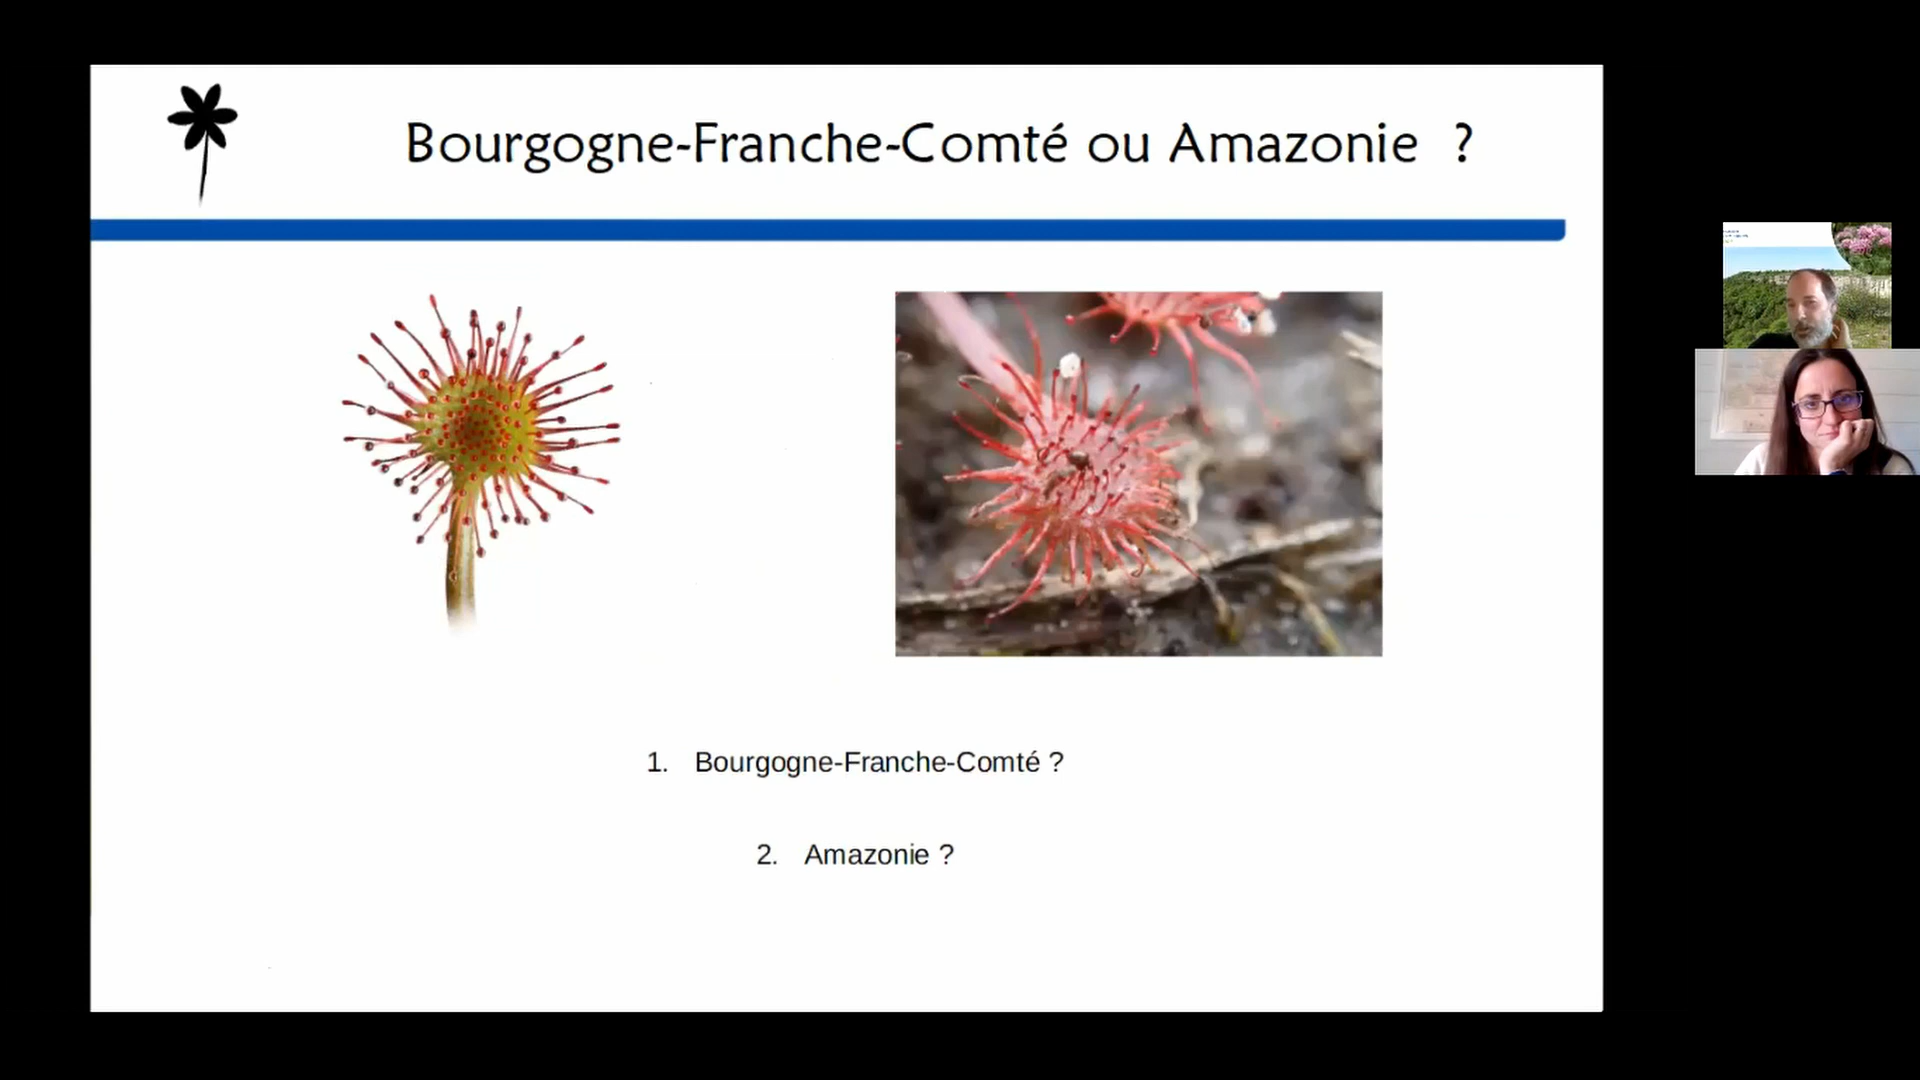 Bourgogne-Franche-Comté ou Amazonie ?
1. Bourgogne-Franche-Comté ?
2. Amazonie ?